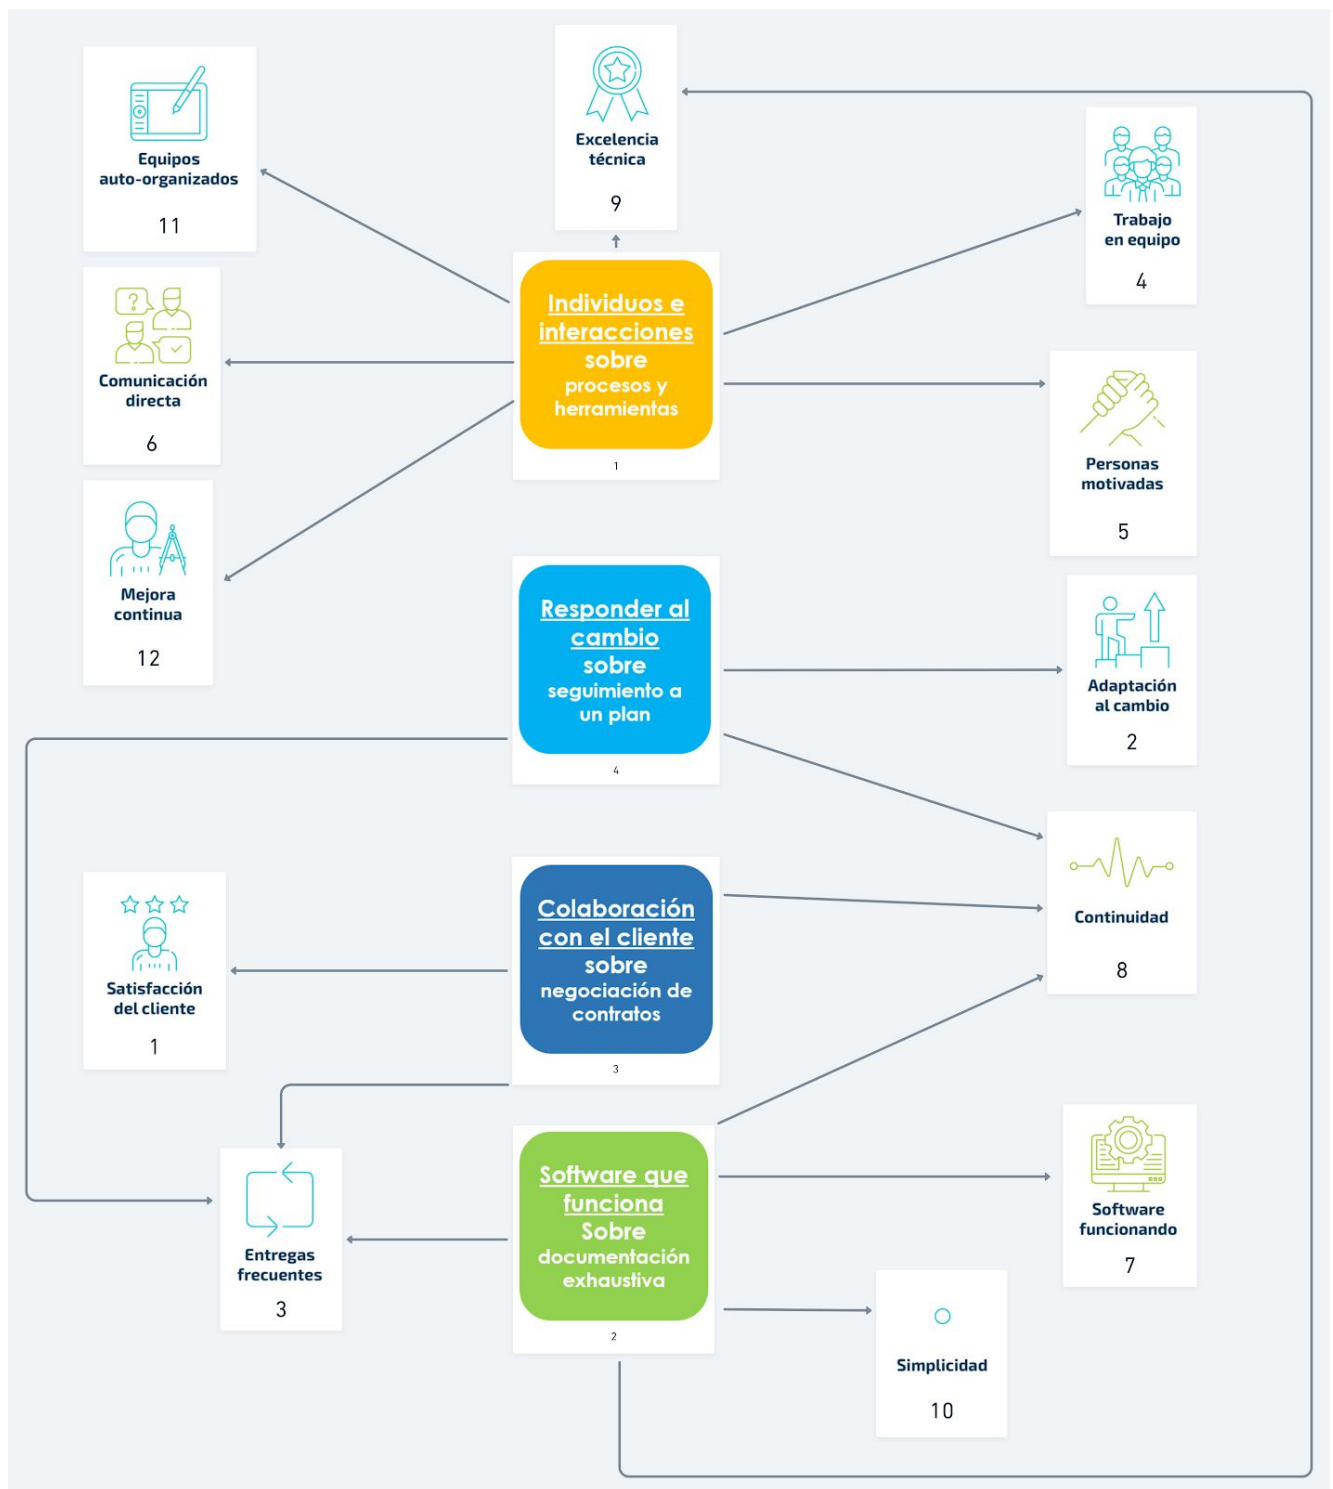 Equipos
auto-organizados
11
Excelencia
técnica
9
Trabajo
en equipo
4
?
Comunicación
directa
6
Individuos e
interacciones
sobre
procesos y
herramientas
1
Personas
motivadas
5
Mejora
continua
12
Responder al
cambio
sobre
seguimiento a
un plan
4
Adaptación
al cambio
2
Satisfacción
del cliente
1
Colaboración
con el cliente
sobre
negociación de
contratos
3
Continuidad
8
Entregas
frecuentes
3
Software que
funciona
Sobre
documentación
exhaustiva
2
Software
funcionando
7
Simplicidad
10